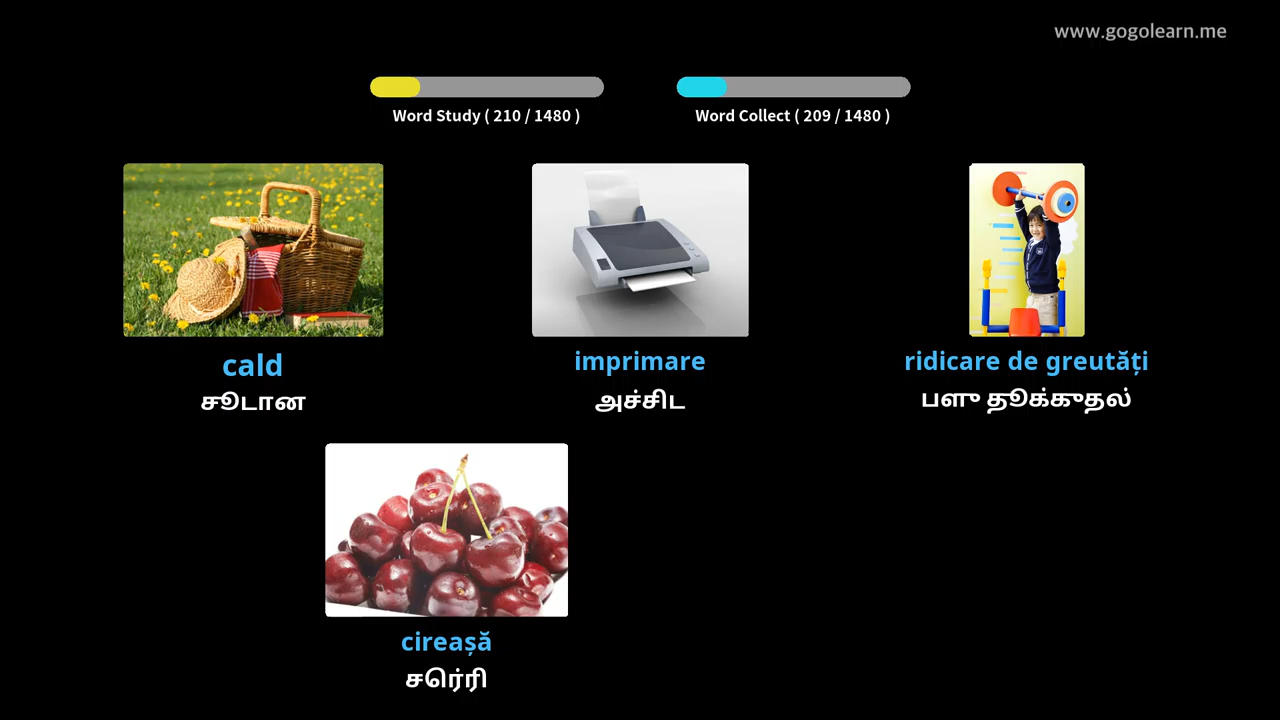 www.gogolearn.me
Word Study ( 210 / 1480 )
Word Collect ( 209 / 1480 )
cald
சூடான
imprimare
அச்சிட
ridicare de greutăți
பளு தூக்குதல்
cireașă
செர்ரி